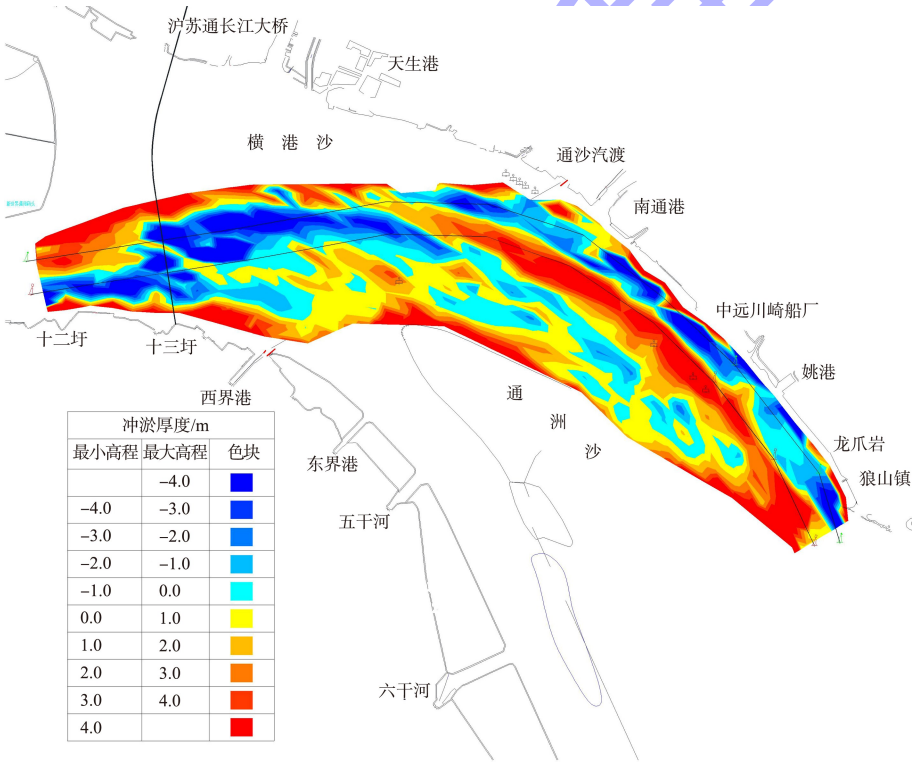 沪苏通长江大桥
天生港
横港沙
通沙汽渡
南通港
中远川崎船厂
姚港
龙爪岩
狼山镇
十二圩
十三圩
西界港
通洲沙
东界港
五干河
六干河
冲淤厚度/m
最小高程 最大高程 色块
−4.0
−4.0 −3.0
−3.0 −2.0
−2.0 −1.0
−1.0 0.0
0.0 1.0
1.0 2.0
2.0 3.0
3.0 4.0
4.0